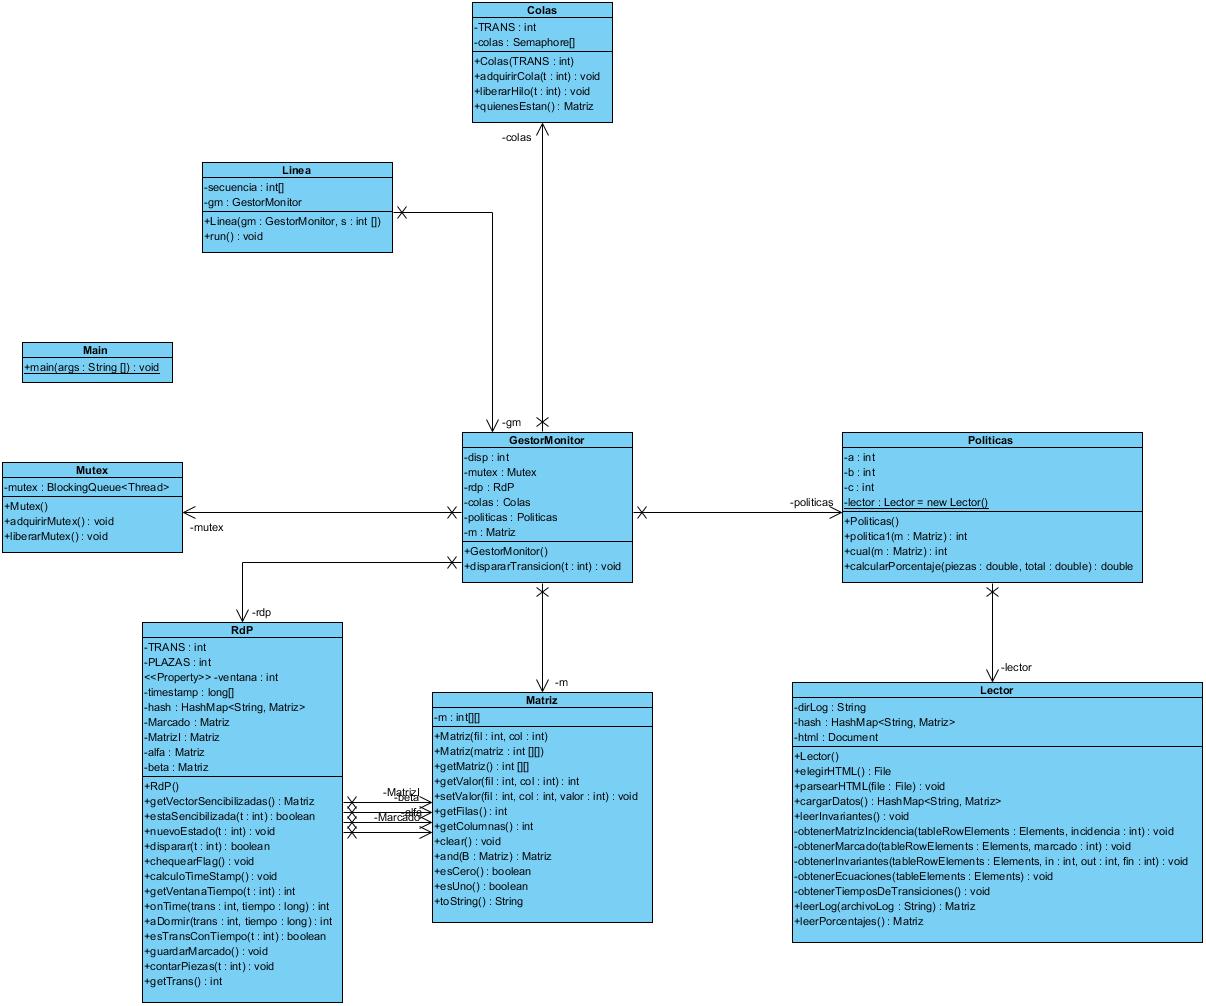 Colas
-TRANS : int
-colas : Semaphore[]
+Colas(TRANS : int)
+adquirirCola(t : int) : void
+liberarHilo(t : int) : void
+quienesEstan() : Matriz
-colas
Linea
-secuencia : int[]
-gm : GestorMonitor
+Linea(gm : GestorMonitor, s : int [])
+run() : void
Main
+main(args : String []) : void
-gm
GestorMonitor
-disp : int
-mutex : Mutex
-rdp : RdP
-colas : Colas
-politicas : Politicas
-m : Matriz
+GestorMonitor()
+dispararTransicion(t : int) : void
Politicas
-a : int
-b : int
-c : int
-lector : Lector = new Lector()
+Politicas()
+politica1(m : Matriz) : int
+cual(m : Matriz) : int
+calcularPorcentaje(piezas : double, total : double) : double
-politicas
Mutex
-mutex : BlockingQueue<Thread>
+Mutex()
+adquirirMutex() : void
+liberarMutex() : void
-mutex
-rdp
RdP
-TRANS : int
-PLAZAS : int
<<Property>> -ventana : int
-timestamp : long[]
-hash : HashMap<String, Matriz>
-Marcado : Matriz
-MatrizI : Matriz
-alfa : Matriz
-beta : Matriz
+RdP()
+getVectorSencibilizadas() : Matriz
+estaSencibilizada(t : int) : boolean
+nuevoEstado(t : int) : void
+disparar(t : int) : boolean
+chequearFlag() : void
+calculoTimeStamp() : void
+getVentanaTiempo(t : int) : int
+onTime(trans : int, tiempo : long) : int
+aDormir(trans : int, tiempo : long) : int
+esTransConTiempo(t : int) : boolean
+guardarMarcado() : void
+contarPiezas(t : int) : void
+getTrans() : int
-MatrizI
-beta
-alfa
-Marcado
-m
Matriz
-m : int[][]
+Matriz(fil : int, col : int)
+Matriz(matriz : int [][])
+getMatriz() : int [][]
+getValor(fil : int, col : int) : int
+setValor(fil : int, col : int, valor : int) : void
+getFilas() : int
+getColumnas() : int
+clear() : void
+and(B : Matriz) : Matriz
+esCero() : boolean
+esUno() : boolean
+toString() : String
-lector
Lector
-dirLog : String
-hash : HashMap<String, Matriz>
-html : Document
+Lector()
+elegirHTML() : File
+parsearHTML(file : File) : void
+cargarDatos() : HashMap<String, Matriz>
+leerInvariantes() : void
-obtenerMatrizIncidencia(tableRowElements : Elements, incidencia : int) : void
-obtenerMarcado(tableRowElements : Elements, marcado : int) : void
-obtenerInvariantes(tableRowElements : Elements, in : int, out : int, fin : int) : void
-obtenerEcuaciones(tableElements : Elements) : void
-obtenerTiemposDeTransiciones() : void
+leerLog(archivoLog : String) : Matriz
+leerPorcentajes() : Matriz